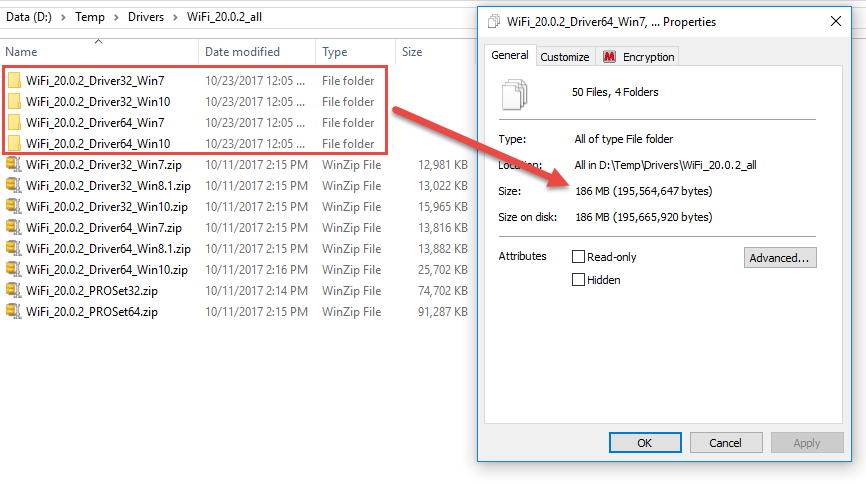 Data (D:) > Temp > Drivers > WiFi_20.0.2_all
Name Date modified Type Size
WiFi_20.0.2_Driver32_Win7 10/23/2017 12:05 ... File folder
WiFi_20.0.2_Driver32_Win10 10/23/2017 12:05 ... File folder
WiFi_20.0.2_Driver64_Win7 10/23/2017 12:05 ... File folder
WiFi_20.0.2_Driver64_Win10 10/23/2017 12:05 ... File folder
WiFi_20.0.2_Driver32_Win7.zip 10/11/2017 2:15 PM WinZip File 12,981 KB
WiFi_20.0.2_Driver32_Win8.1.zip 10/11/2017 2:15 PM WinZip File 13,022 KB
WiFi_20.0.2_Driver32_Win10.zip 10/11/2017 2:15 PM WinZip File 15,965 KB
WiFi_20.0.2_Driver64_Win7.zip 10/11/2017 2:15 PM WinZip File 13,816 KB
WiFi_20.0.2_Driver64_Win8.1.zip 10/11/2017 2:15 PM WinZip File 13,882 KB
WiFi_20.0.2_Driver64_Win10.zip 10/11/2017 2:16 PM WinZip File 25,702 KB
WiFi_20.0.2_PROSet32.zip 10/11/2017 2:14 PM WinZip File 74,702 KB
WiFi_20.0.2_PROSet64.zip 10/11/2017 2:15 PM WinZip File 91,287 KB
WiFi_20.0.2_Driver64_Win7, ... Properties
General Customize M Encryption
50 Files, 4 Folders
Type: All of type File folder
Location: All in D:\Temp\Drivers\WiFi_20.0.2_all
Size: 186 MB (195,564,647 bytes)
Size on disk: 186 MB (195,665,920 bytes)
Attributes Read-only Advanced...
Hidden
OK Cancel Apply